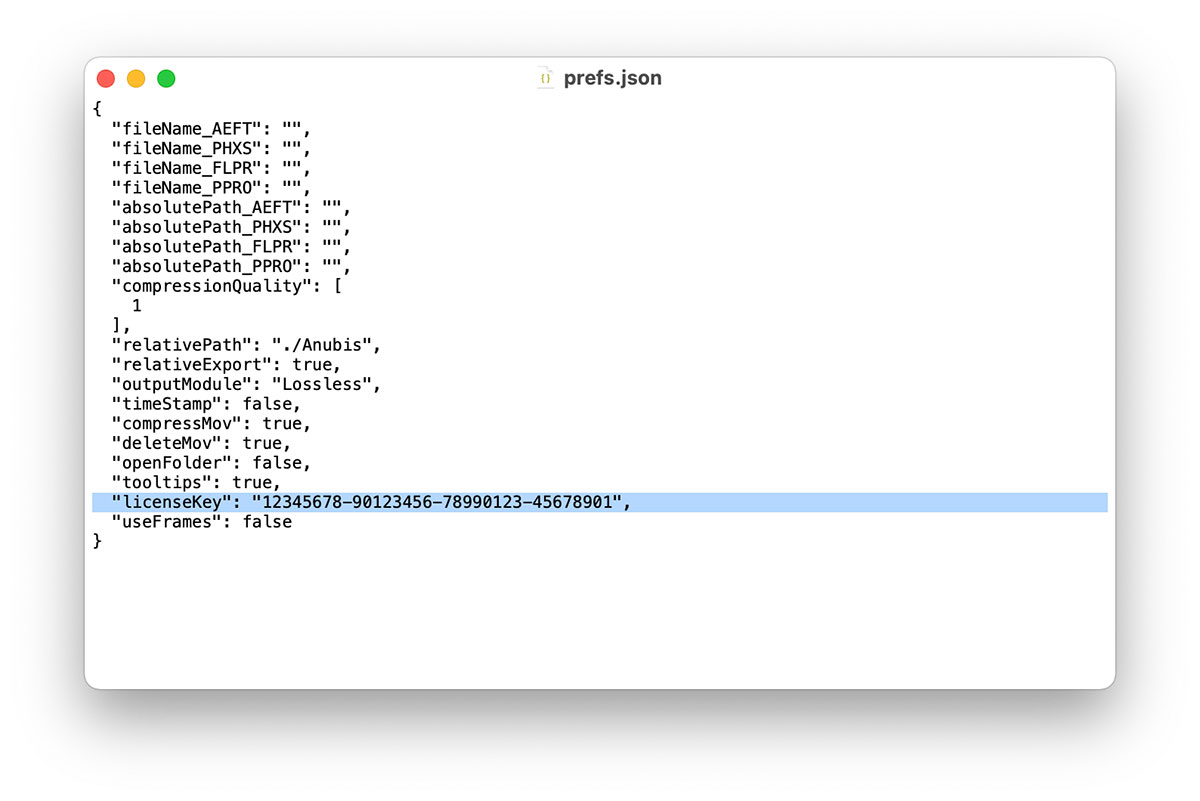 prefs.json
{
  "fileName_AEFT": "",
  "fileName_PHXS": "",
  "fileName_FLPR": "",
  "fileName_PPRO": "",
  "absolutePath_AEFT": "",
  "absolutePath_PHXS": "",
  "absolutePath_FLPR": "",
  "absolutePath_PPRO": "",
  "compressionQuality": [
    1
  ],
  "relativePath": "./Anubis",
  "relativeExport": true,
  "outputModule": "Lossless",
  "timeStamp": false,
  "compressMov": true,
  "deleteMov": true,
  "openFolder": false,
  "tooltips": true,
  "licenseKey": "12345678-90123456-78990123-45678901",
  "useFrames": false
}